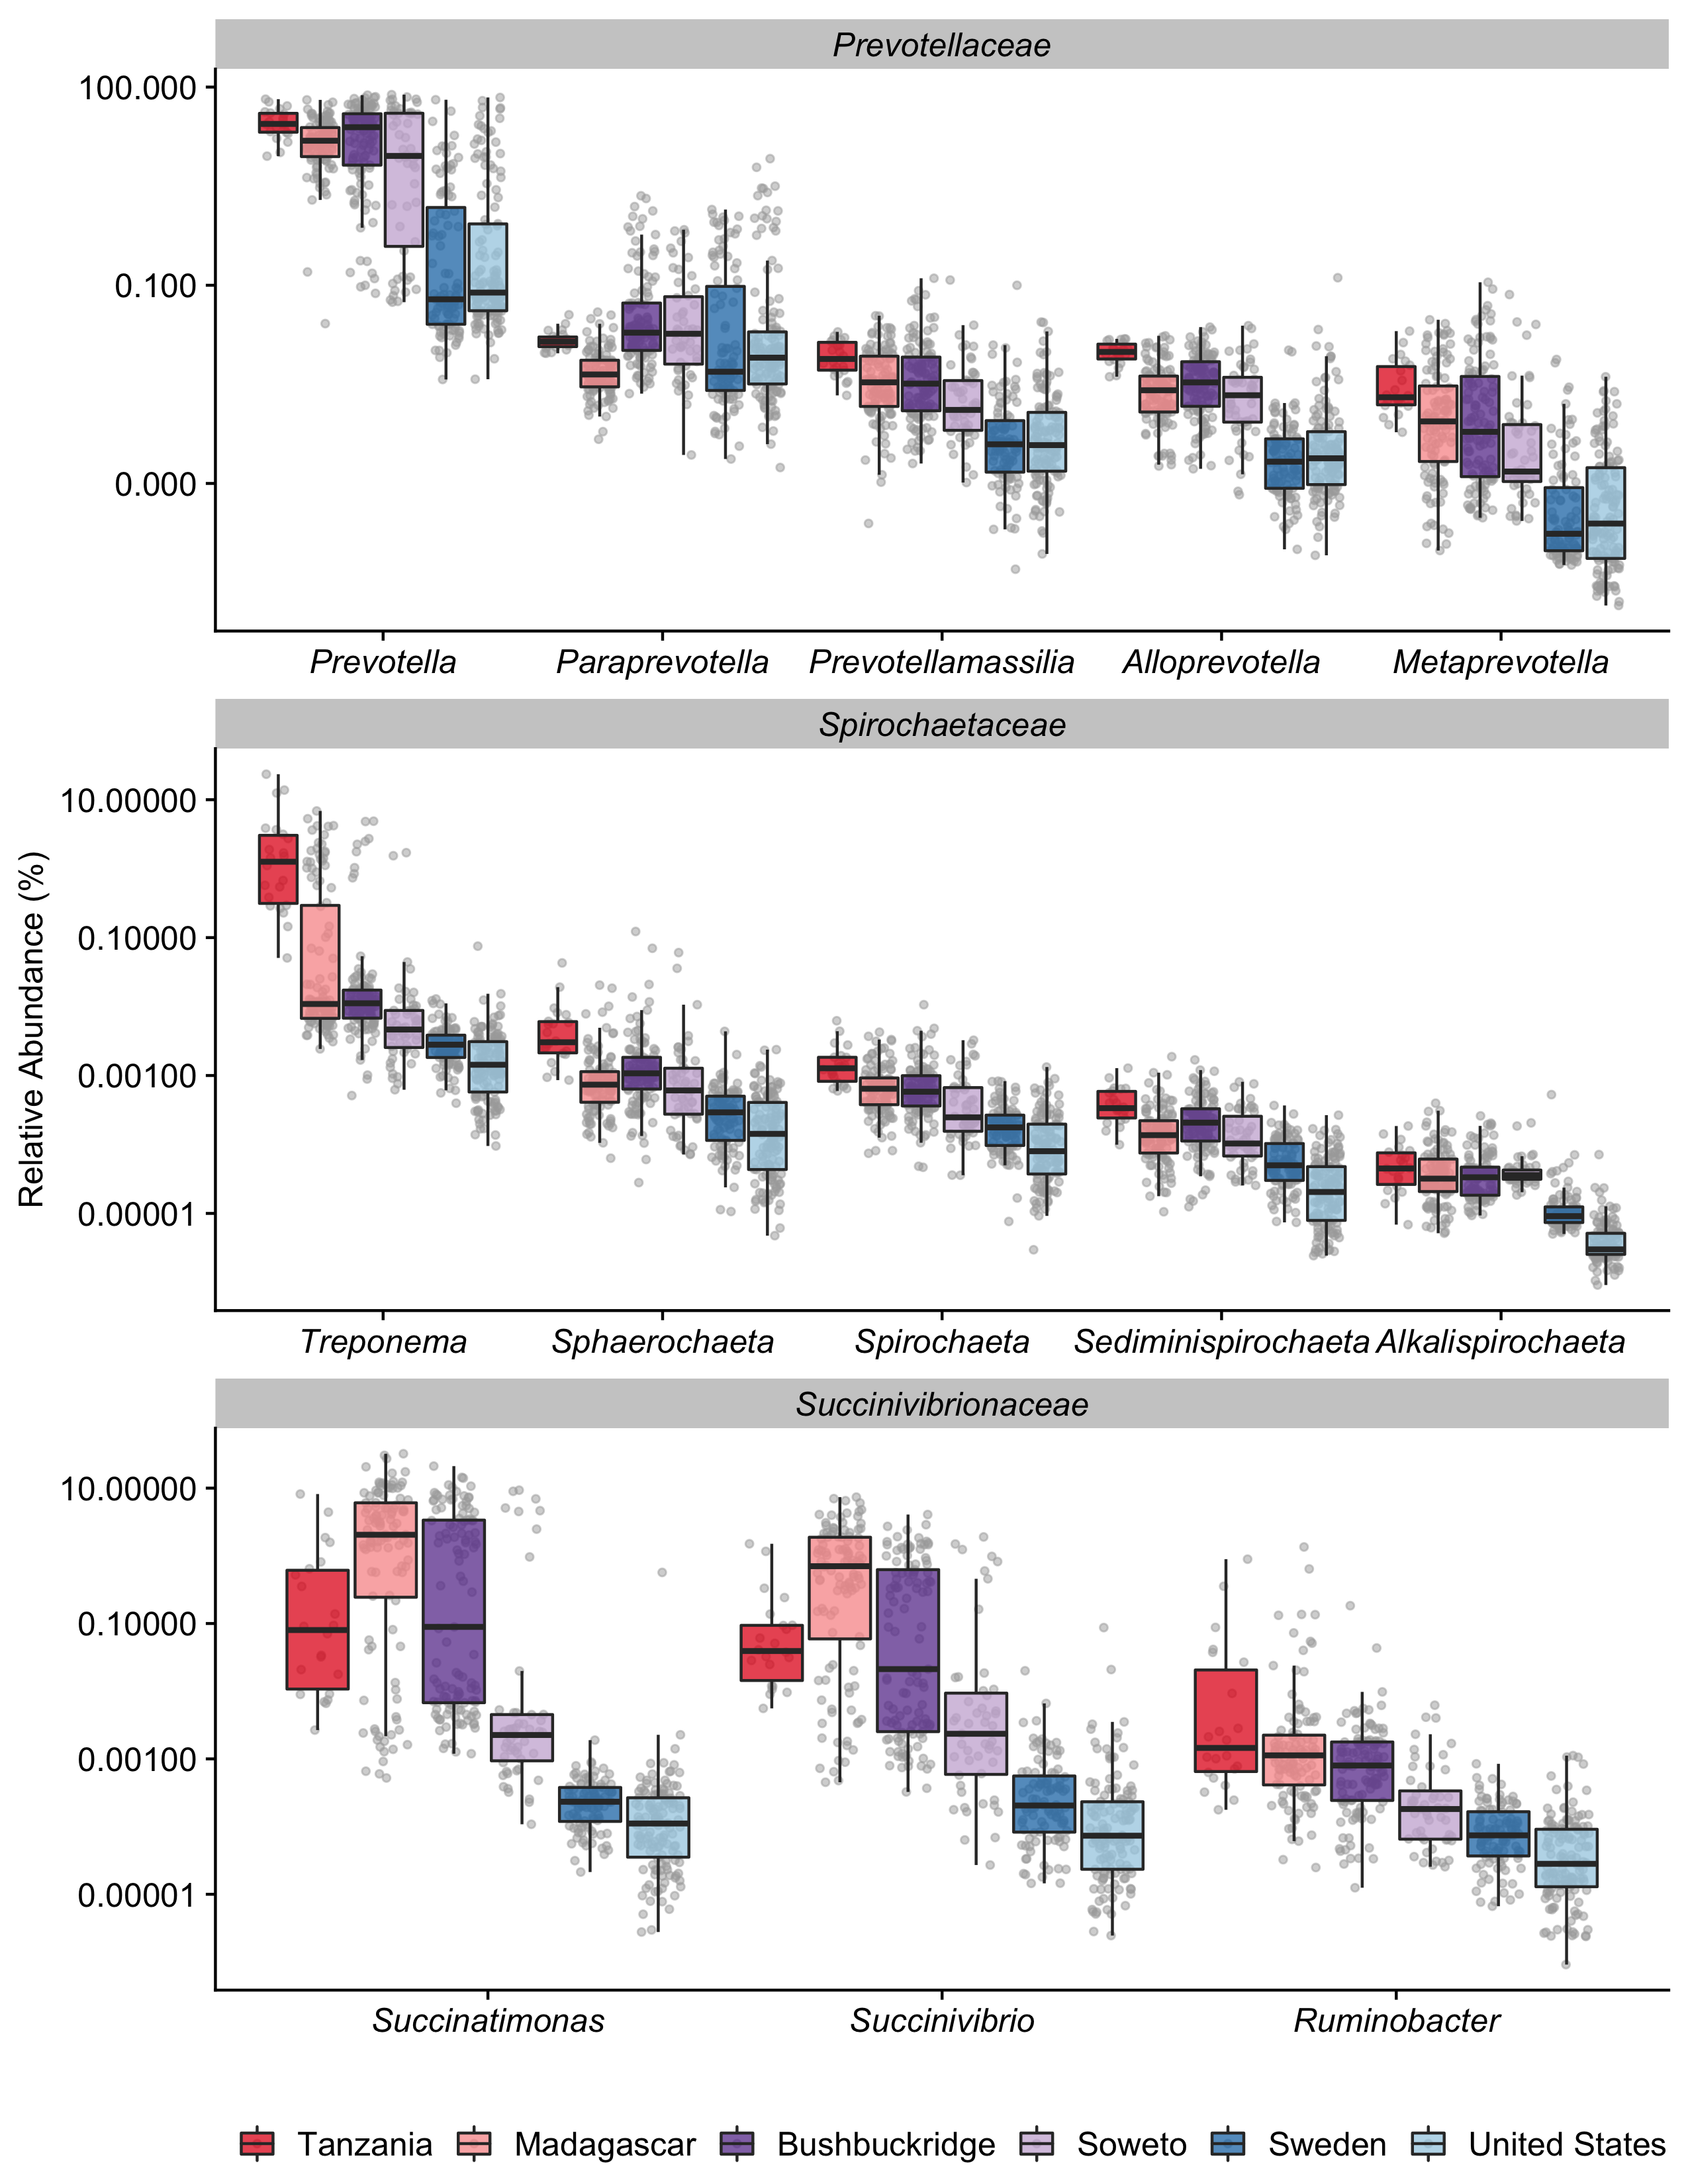 Prevotellaceae
100.000
0.100
0.000
Prevotella Paraprevotella Prevotellamassilia Alloprevotella Metaprevotella
Spirochaetaceae
Relative Abundance (%)
10.00000
0.10000
0.00100
0.00001
Treponema Sphaerochaeta Spirochaeta Sediminispirochaeta Alkalispirochaeta
Succinivibrionaceae
10.00000
0.10000
0.00100
0.00001
Succinatimonas Succinivibrio Ruminobacter
Tanzania Madagascar Bushbuckridge Soweto Sweden United States